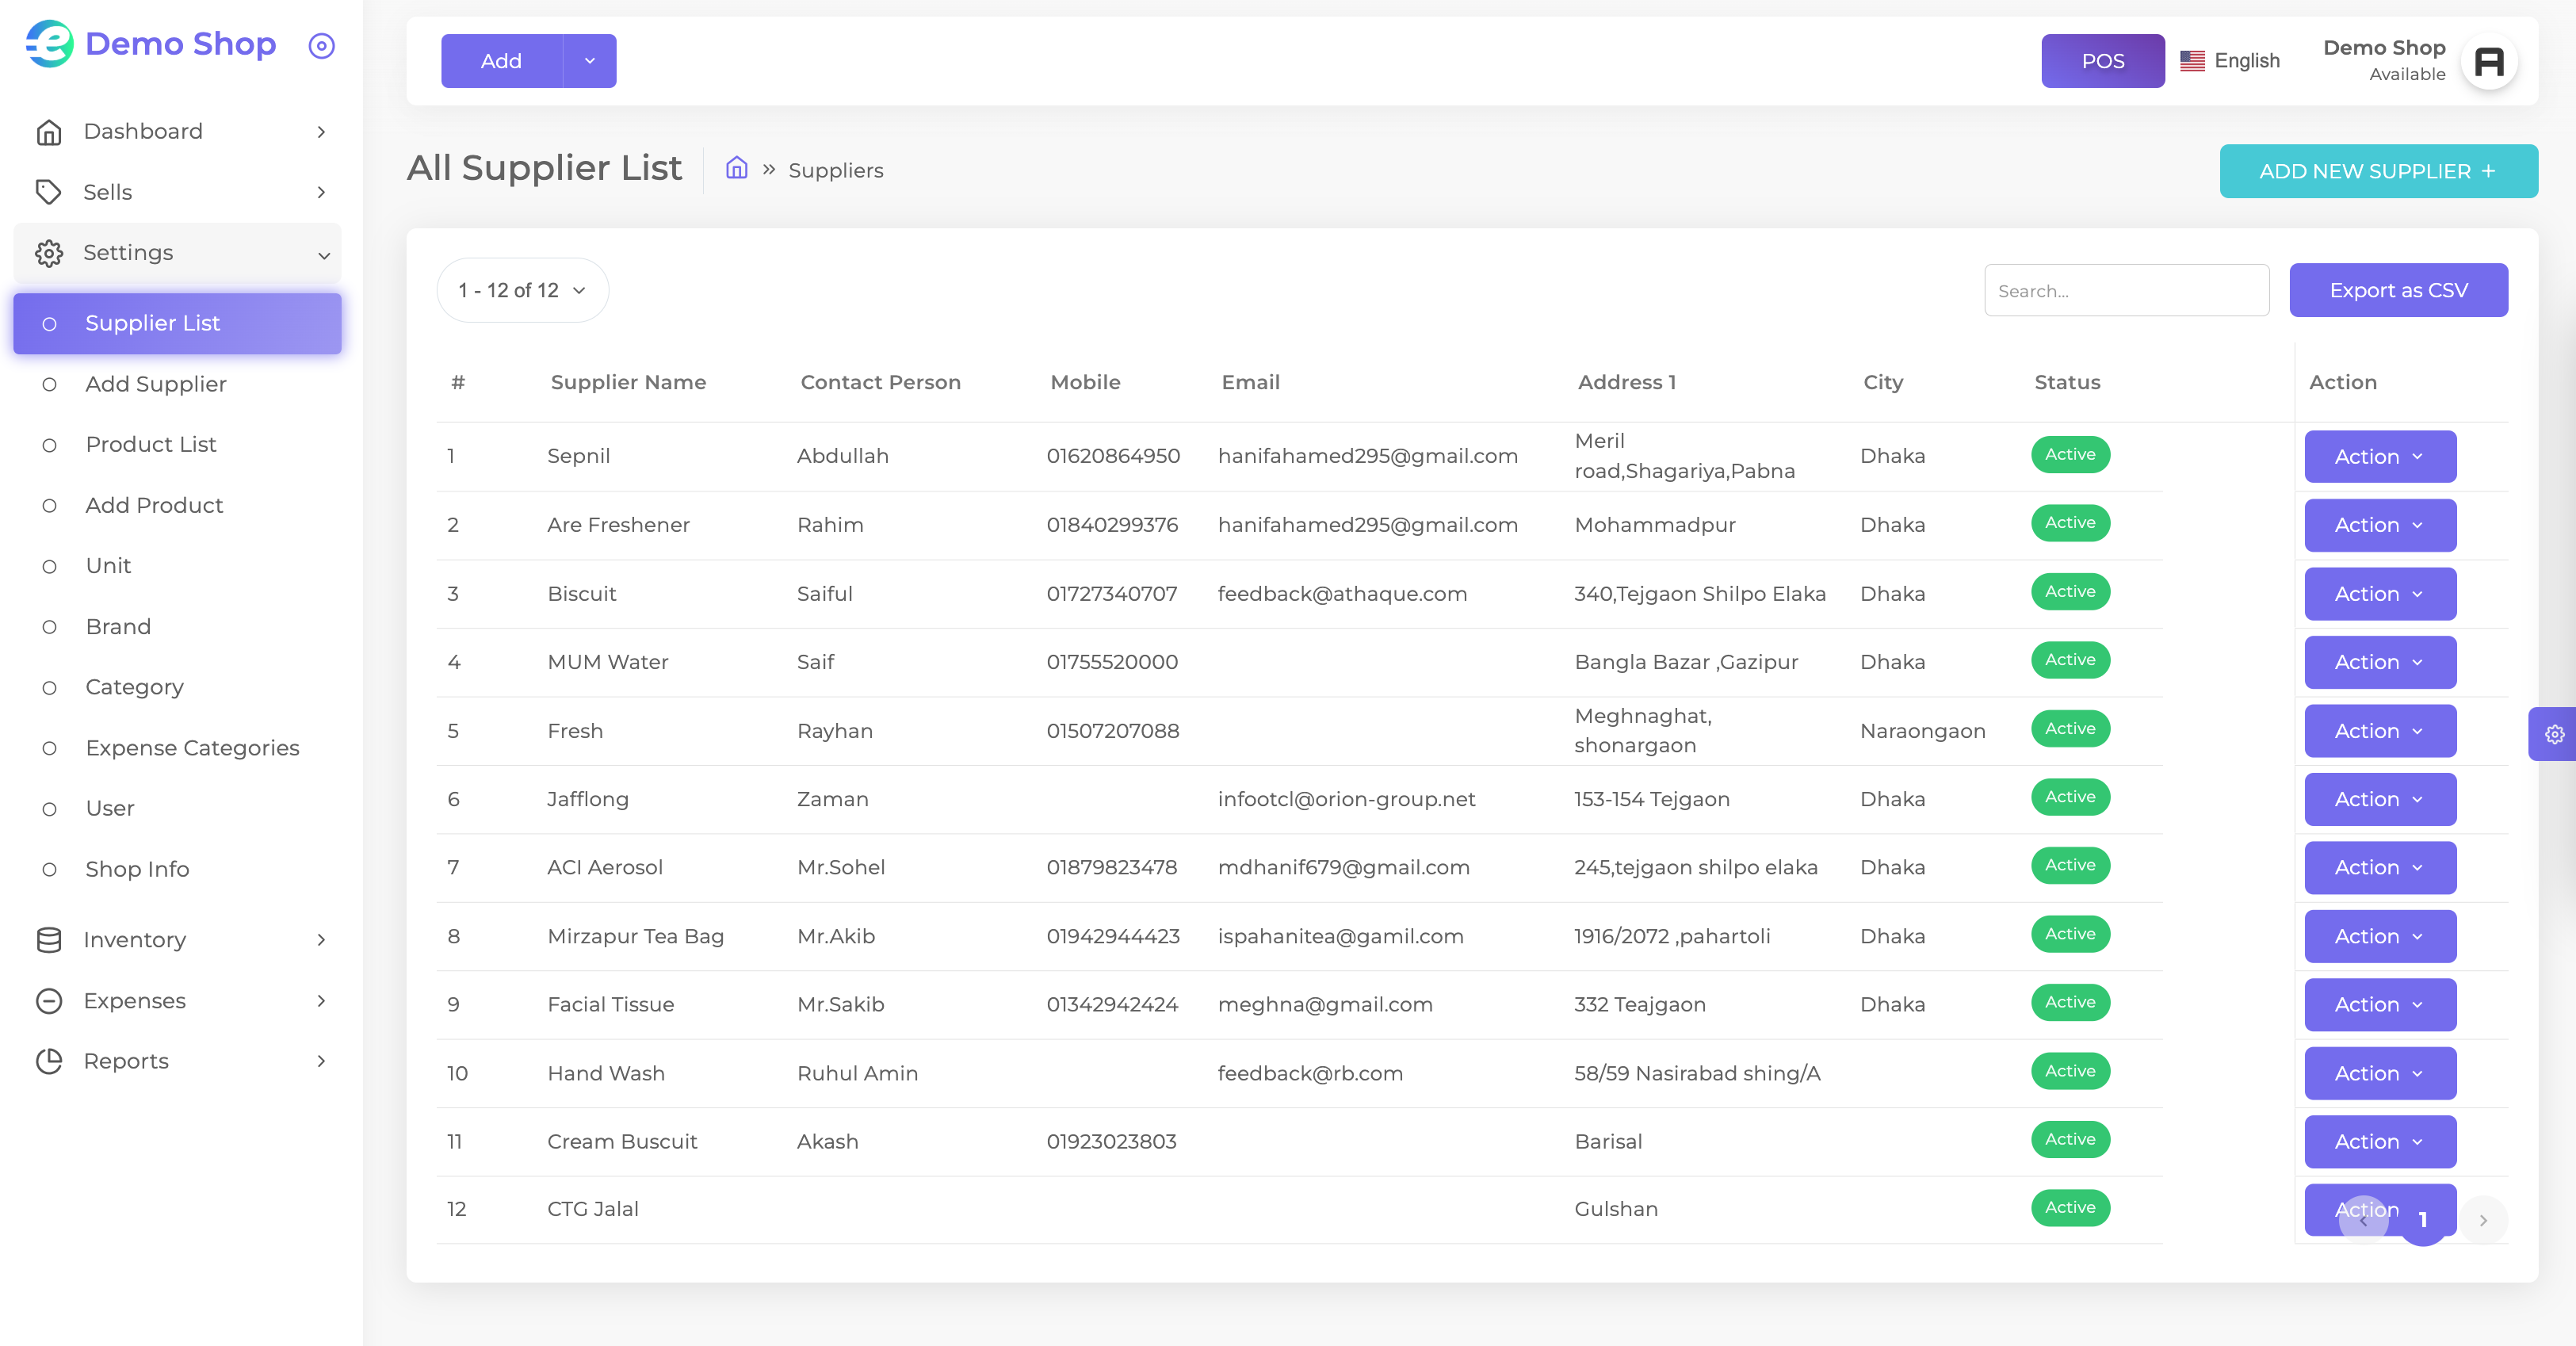 Demo Shop
Dashboard
Sells
Settings
Supplier List
Add Supplier
Product List
Add Product
Unit
Brand
Category
Expense Categories
User
Shop Info
Inventory
Expenses
Reports
Add
POS
English
Demo Shop
Available
All Supplier List
» Suppliers
ADD NEW SUPPLIER +
1 - 12 of 12
Search...
Export as CSV
# Supplier Name Contact Person Mobile Email Address 1 City Status Action
1 Sepnil Abdullah 01620864950 hanifahamed295@gmail.com Meril road,Shagariya,Pabna Dhaka Active Action
2 Are Freshener Rahim 01840299376 hanifahamed295@gmail.com Mohammadpur Dhaka Active Action
3 Biscuit Saiful 01727340707 feedback@athaque.com 340,Tejgaon Shilpo Elaka Dhaka Active Action
4 MUM Water Saif 01755520000 Bangla Bazar ,Gazipur Dhaka Active Action
5 Fresh Rayhan 01507207088 Meghnaghat, shonargaon Naraongaon Active Action
6 Jafflong Zaman infootcl@orion-group.net 153-154 Tejgaon Dhaka Active Action
7 ACI Aerosol Mr.Sohel 01879823478 mdhanif679@gmail.com 245,tejgaon shilpo elaka Dhaka Active Action
8 Mirzapur Tea Bag Mr.Akib 01942944423 ispahanitea@gamil.com 1916/2072 ,pahartoli Dhaka Active Action
9 Facial Tissue Mr.Sakib 01342942424 meghna@gmail.com 332 Teajgaon Dhaka Active Action
10 Hand Wash Ruhul Amin feedback@rb.com 58/59 Nasirabad shing/A Active Action
11 Cream Buscuit Akash 01923023803 Barisal Active Action
12 CTG Jalal Gulshan Active Action
1